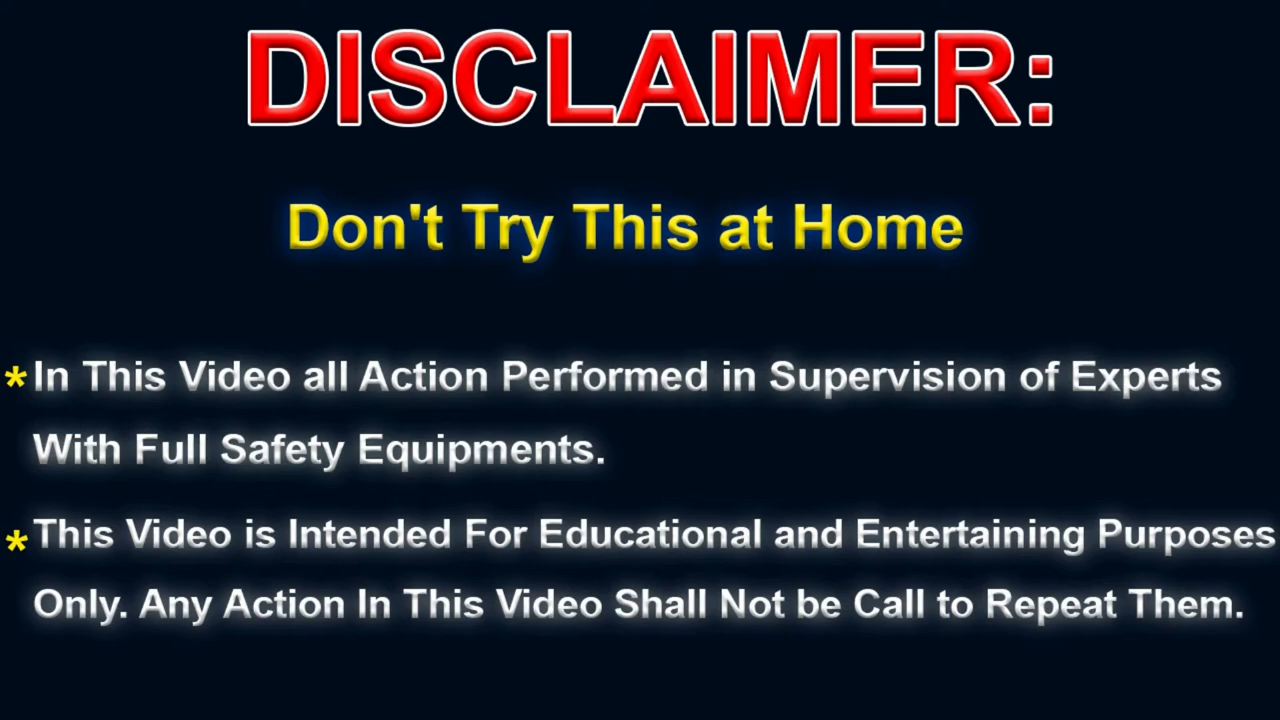 DISCLAIMER:
Don't Try This at Home
* In This Video all Action Performed in Supervision of Experts
With Full Safety Equipments.
* This Video is Intended For Educational and Entertaining Purposes
Only. Any Action In This Video Shall Not be Call to Repeat Them.